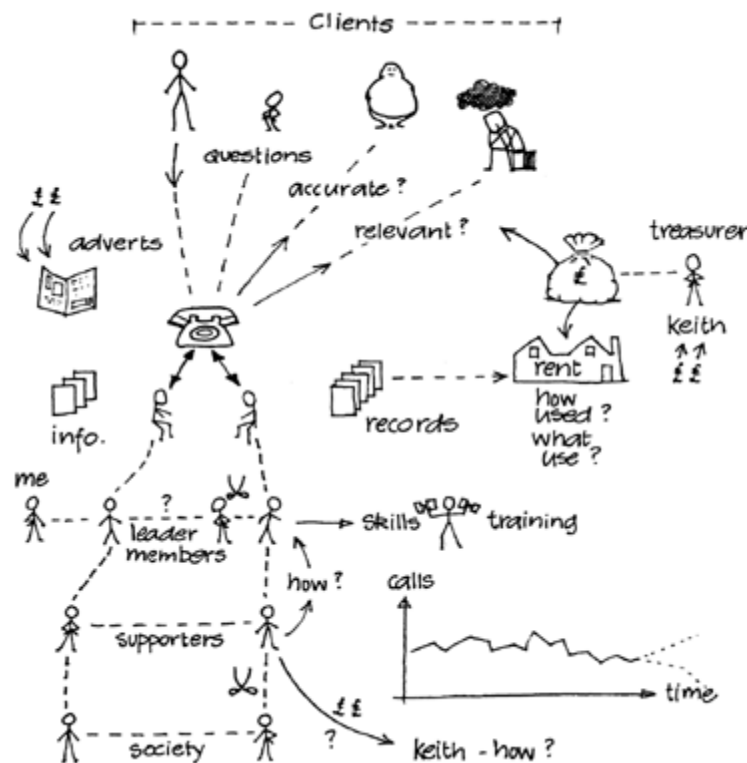 Clients
questions
accurate ?
relevant ?
£ £
adverts
treasurer
£
keith
£ £
rent
how
used ?
what
use ?
info.
records
me
?
leader
members
skills
training
how ?
calls
supporters
time
£ £
?
society
keith - how ?